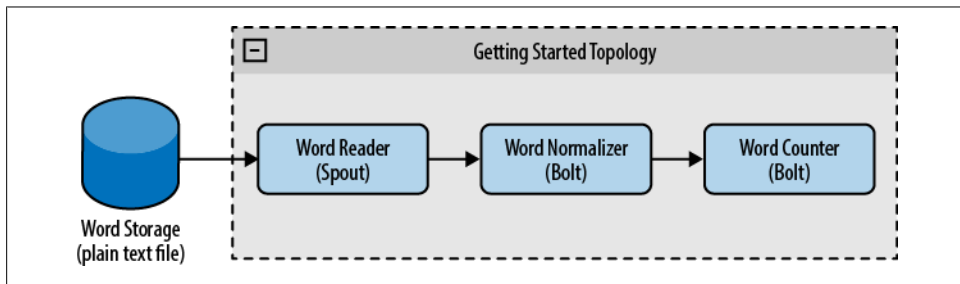 Getting Started Topology
Word Reader
(Spout)
Word Normalizer
(Bolt)
Word Counter
(Bolt)
Word Storage
(plain text file)